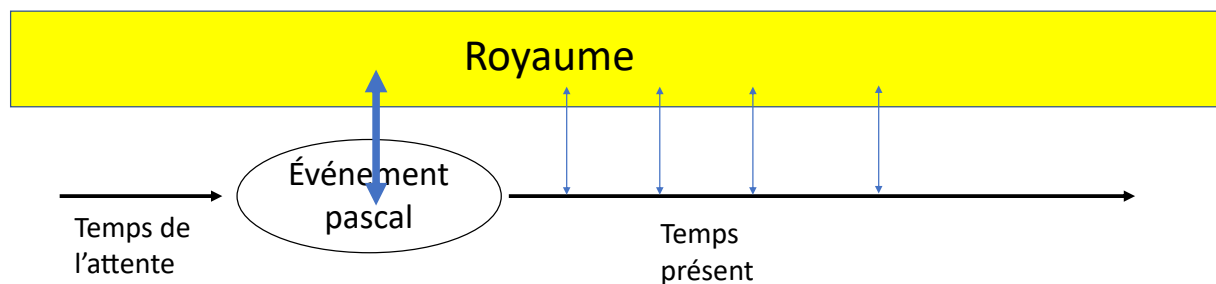 Royaume
Événement
pascal
Temps de
l’attente
Temps
présent